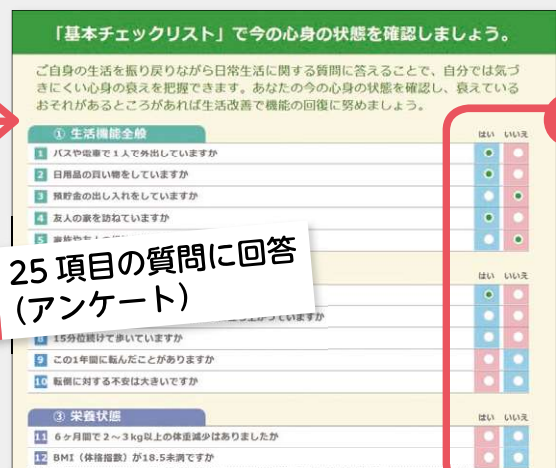 「基本チェックリスト」で今の心身の状態を確認しましょう。
ご自身の生活を振り返りながら日常生活に関する質問に答えることで、自分では気づ
きにくい心身の衰えを把握できます。あなたの今の心身の状態を確認し、衰えている
おそれがあるところがあれば生活改善で機能の回復に努めましょう。
① 生活機能全般 はい いいえ
1 バスや電車で1人で外出していますか
2 日用品の買い物をしていますか
3 預貯金の出し入れをしていますか
4 友人の家を訪ねていますか
5
25 項目の質問に回答
（アンケート）
はい いいえ
8 15分位続けて歩いていますか
9 この1年間に転んだことがありますか
10 転倒に対する不安は大きいですか
③ 栄養状態 はい いいえ
11 6ヶ月間で2～3kg以上の体重減少はありましたか
12 BMI（体格指数）が18.5未満ですか